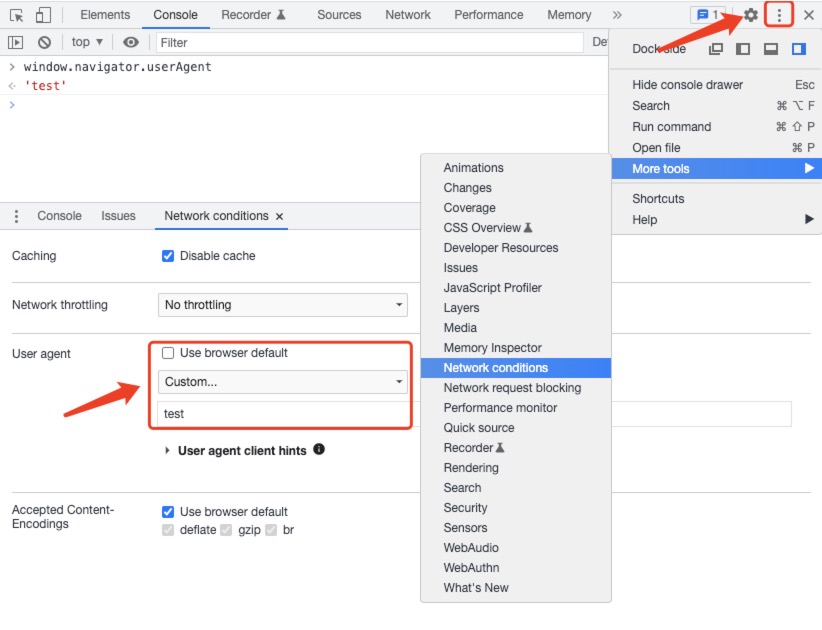 Elements Console Recorder Sources Network Performance Memory » 1
top ▼ Filter De
> window.navigator.userAgent
'test'
Dock side
Hide console drawer Esc
Search ⌘ ⌥ F
Run command ⌘ ⇧ P
Open file ⌘ P
More tools
Shortcuts
Help
Animations
Changes
Coverage
CSS Overview
Developer Resources
Issues
JavaScript Profiler
Layers
Media
Memory Inspector
Network conditions
Network request blocking
Performance monitor
Quick source
Recorder
Rendering
Search
Security
Sensors
WebAudio
WebAuthn
What's New
Console Issues Network conditions ×
Caching Disable cache
Network throttling No throttling
User agent Use browser default
Custom...
test
User agent client hints
Accepted Content-
Encodings
Use browser default
deflate gzip br